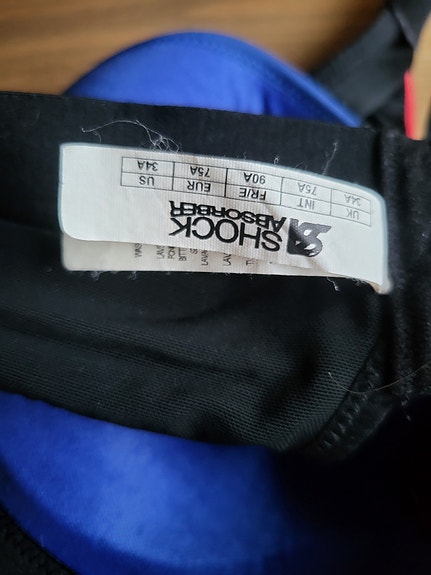 SHOCK
ABSORBER
UK INT FR/E EUR US
34A 75A 90A 75A 34A